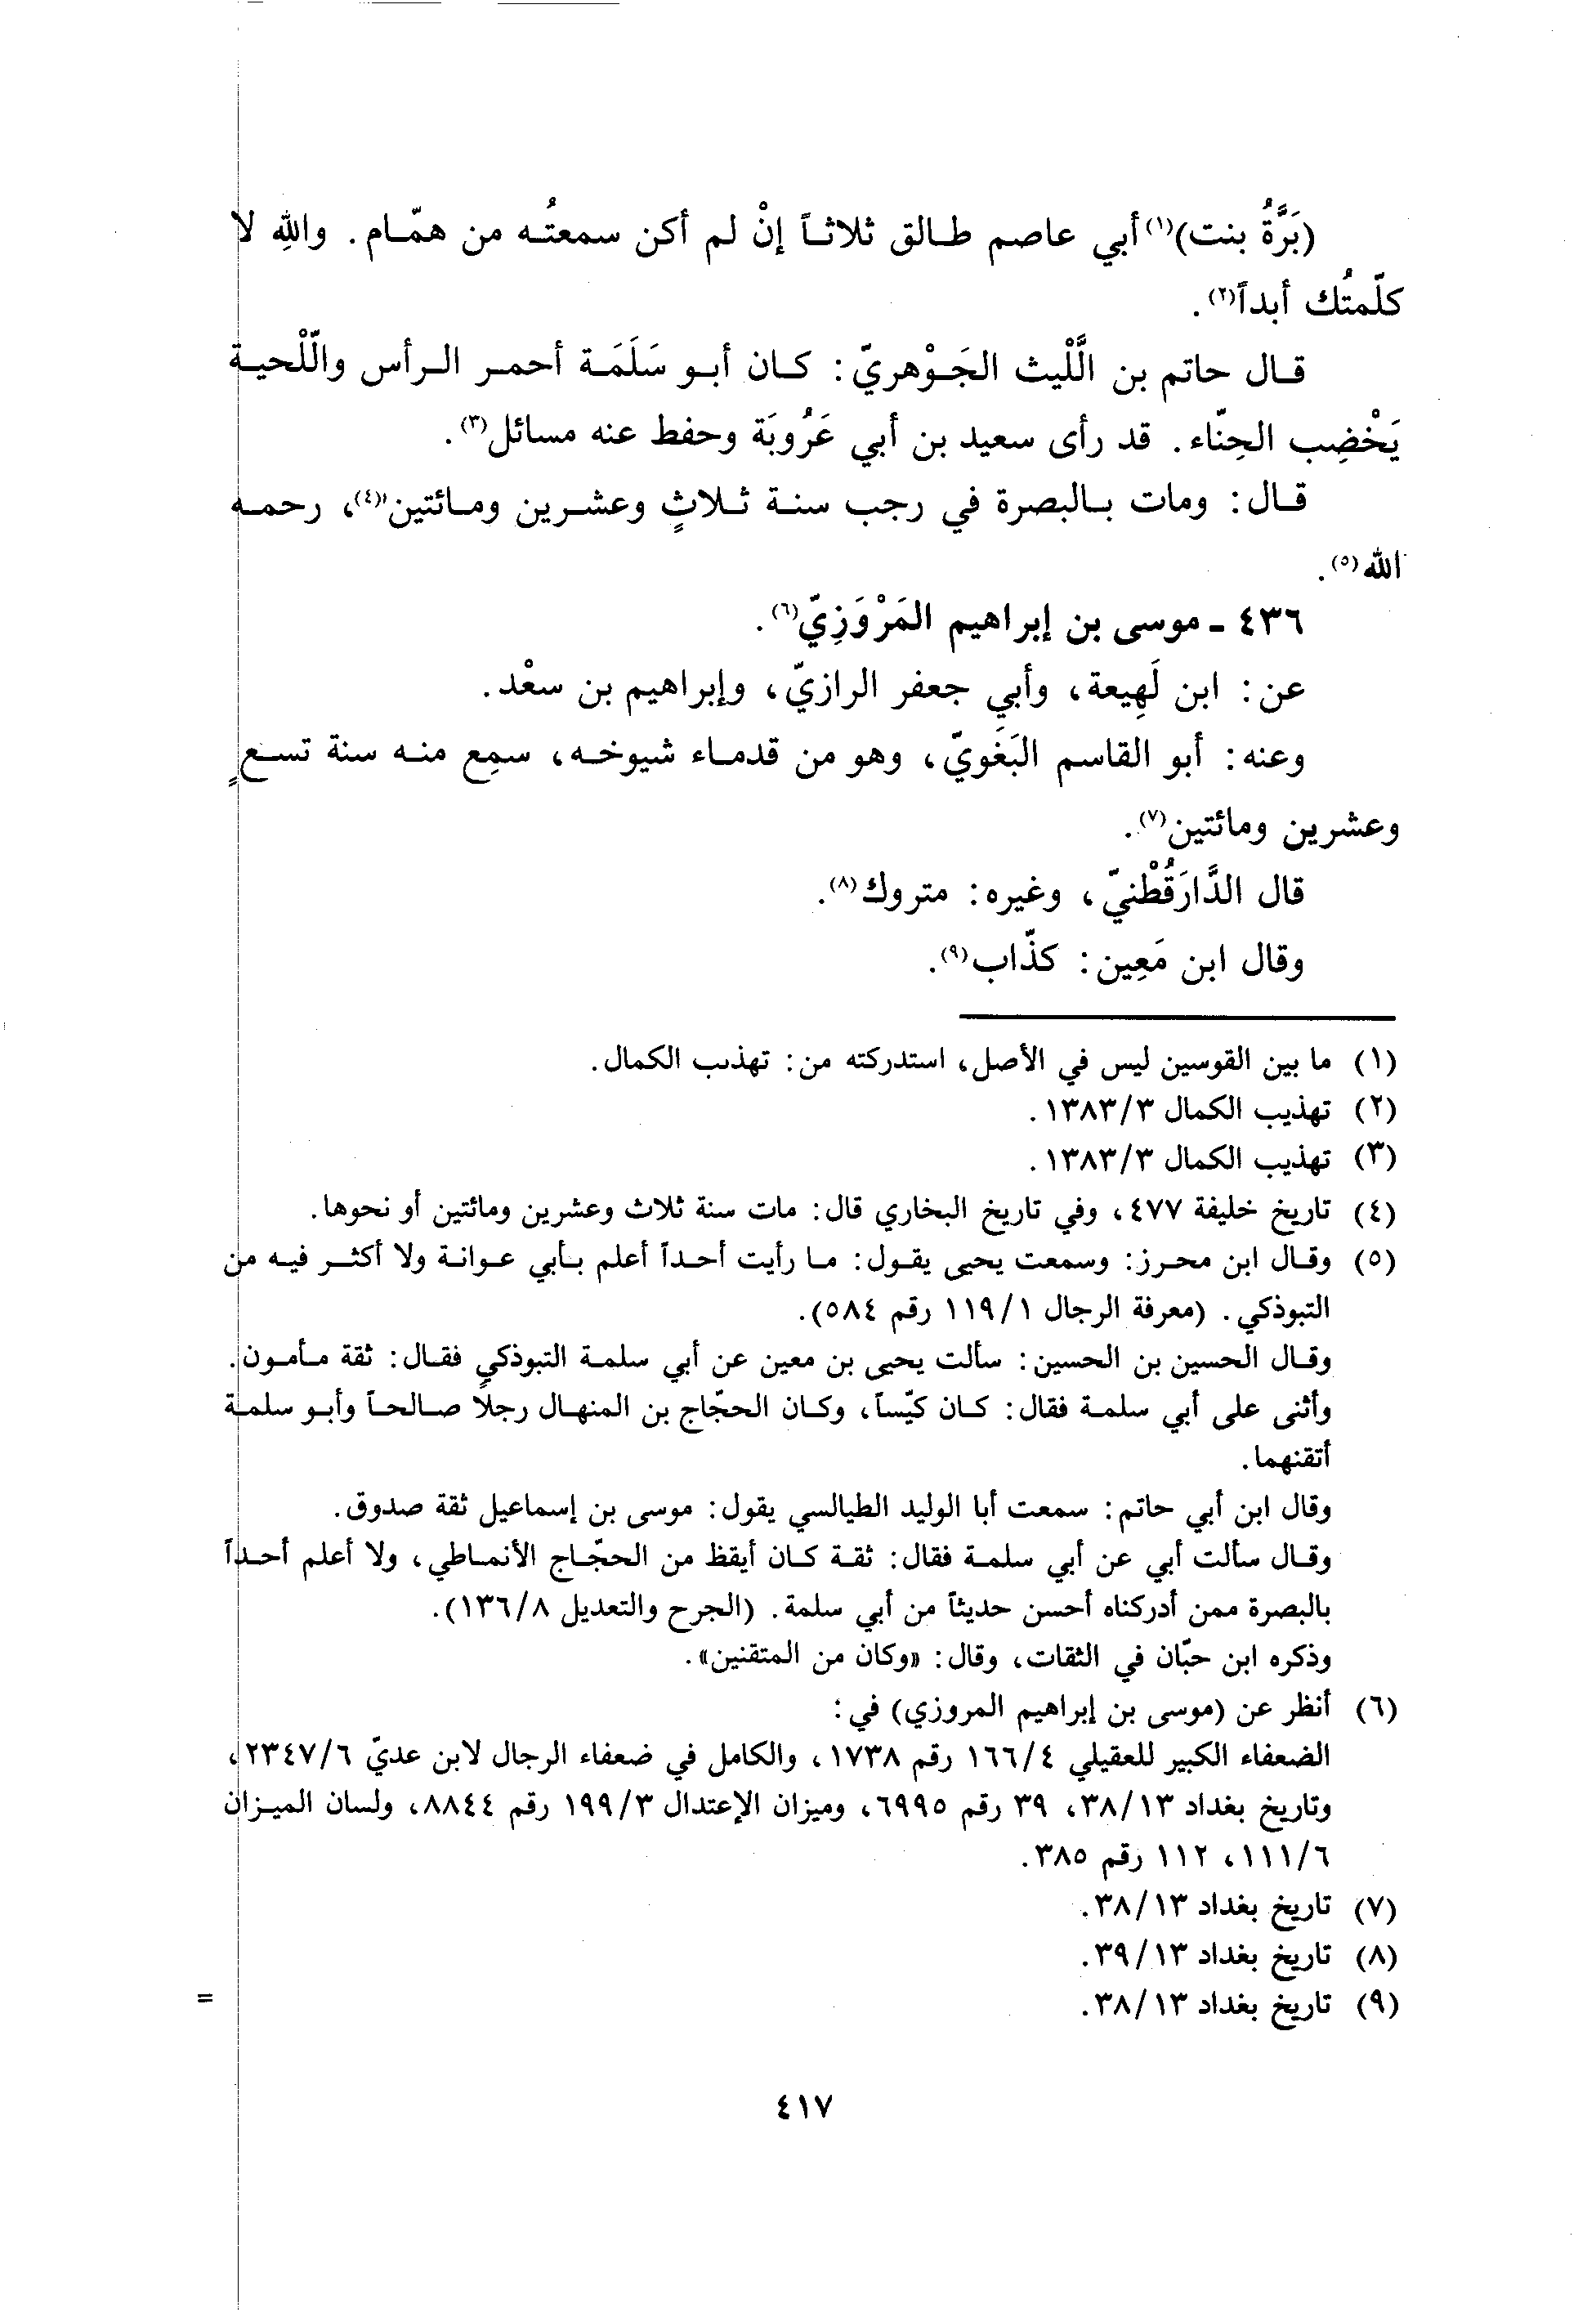 (بَرَّةُ بنت)(١) أبي عاصم طالق ثلاثاً إنْ لم أكن سمعتُه من همّام. واللهِ لا
كلّمتُك أبداً(٢).
قال حاتم بن الَّلْيث الجَوْهريّ: كان أبو سَلَمَة أحمر الرأس والّلْحية
يَخْضِب الحِنّاء. قد رأى سعيد بن أبي عَرُوبَة وحفط عنه مسائل(٣).
قال: ومات بالبصرة في رجب سنة ثلاثٍ وعشرين ومائتين(٤)، رحمه
الله(٥).
٤٣٦ - موسى بن إبراهيم المَرْوَزِيّ(٦).
عن: ابن لَهِيعة، وأبي جعفر الرازيّ، وإبراهيم بن سعْد.
وعنه: أبو القاسم البَغَويّ، وهو من قدماء شيوخه، سمِع منه سنة تسعٍ
وعشرين ومائتين(٧).
قال الدَّارَقُطْنيّ، وغيره: متروك(٨).
وقال ابن مَعِين: كذّاب(٩).
(١) ما بين القوسين ليس في الأصل، استدركته من: تهذيب الكمال.
(٢) تهذيب الكمال ١٣٨٣/٣.
(٣) تهذيب الكمال ١٣٨٣/٣.
(٤) تاريخ خليفة ٤٧٧، وفي تاريخ البخاري قال: مات سنة ثلاث وعشرين ومائتين أو نحوها.
(٥) وقال ابن محرز: وسمعت يحيى يقول: ما رأيت أحداً أعلم بأبي عوانة ولا أكثر فيه من
التبوذكي. (معرفة الرجال ١١٩/١ رقم ٥٨٤).
وقال الحسين بن الحسين: سألت يحيى بن معين عن أبي سلمة التبوذكي فقال: ثقة مأمون.
وأثنى على أبي سلمة فقال: كان كيّساً، وكان الحجّاج بن المنهال رجلاً صالحاً وأبو سلمة
أتقنهما.
وقال ابن أبي حاتم: سمعت أبا الوليد الطيالسي يقول: موسى بن إسماعيل ثقة صدوق.
وقال سألت أبي عن أبي سلمة فقال: ثقة كان أيقظ من الحجّاج الأنماطي، ولا أعلم أحداً
بالبصرة ممن أدركناه أحسن حديثاً من أبي سلمة. (الجرح والتعديل ١٣٦/٨).
وذكره ابن حبّان في الثقات، وقال: «وكان من المتقنين».
(٦) أنظر عن (موسى بن إبراهيم المروزي) في:
الضعفاء الكبير للعقيلي ١٦٦/٤ رقم ١٧٣٨، والكامل في ضعفاء الرجال لابن عديّ ٢٣٤٧/٦،
وتاريخ بغداد ٣٨/١٣، ٣٩ رقم ٦٩٩٥، وميزان الإعتدال ١٩٩/٣ رقم ٨٨٤٤، ولسان الميزان
١١١/٦، ١١٢ رقم ٣٨٥.
(٧) تاريخ بغداد ٣٨/١٣.
(٨) تاريخ بغداد ٣٩/١٣.
(٩) تاريخ بغداد ٣٨/١٣.
=
٤١٧